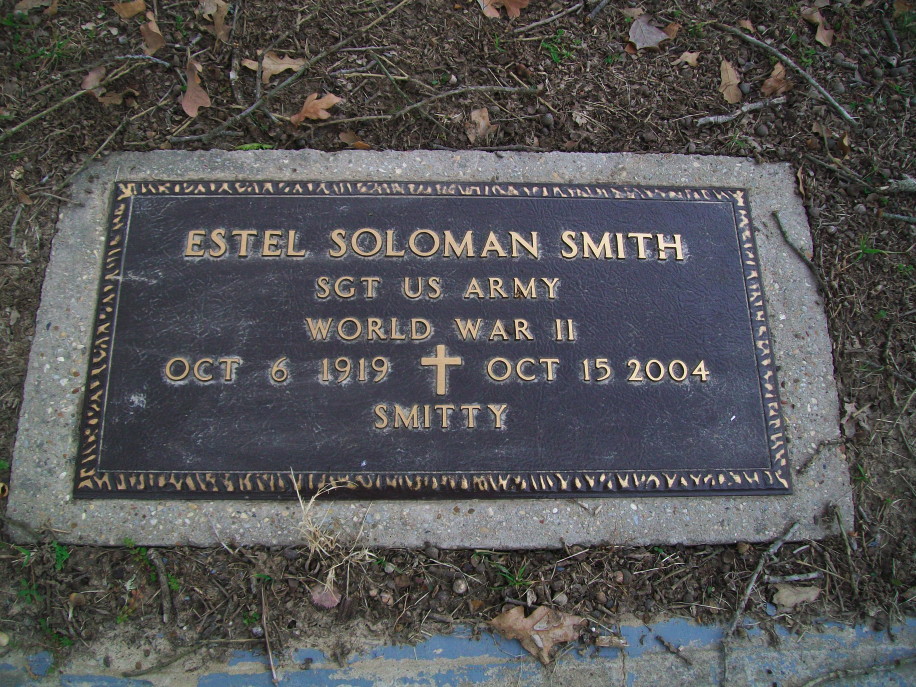 ESTEL SOLOMAN SMITH
SGT US ARMY
WORLD WAR II
OCT 6 1919 OCT 15 2004
SMITTY